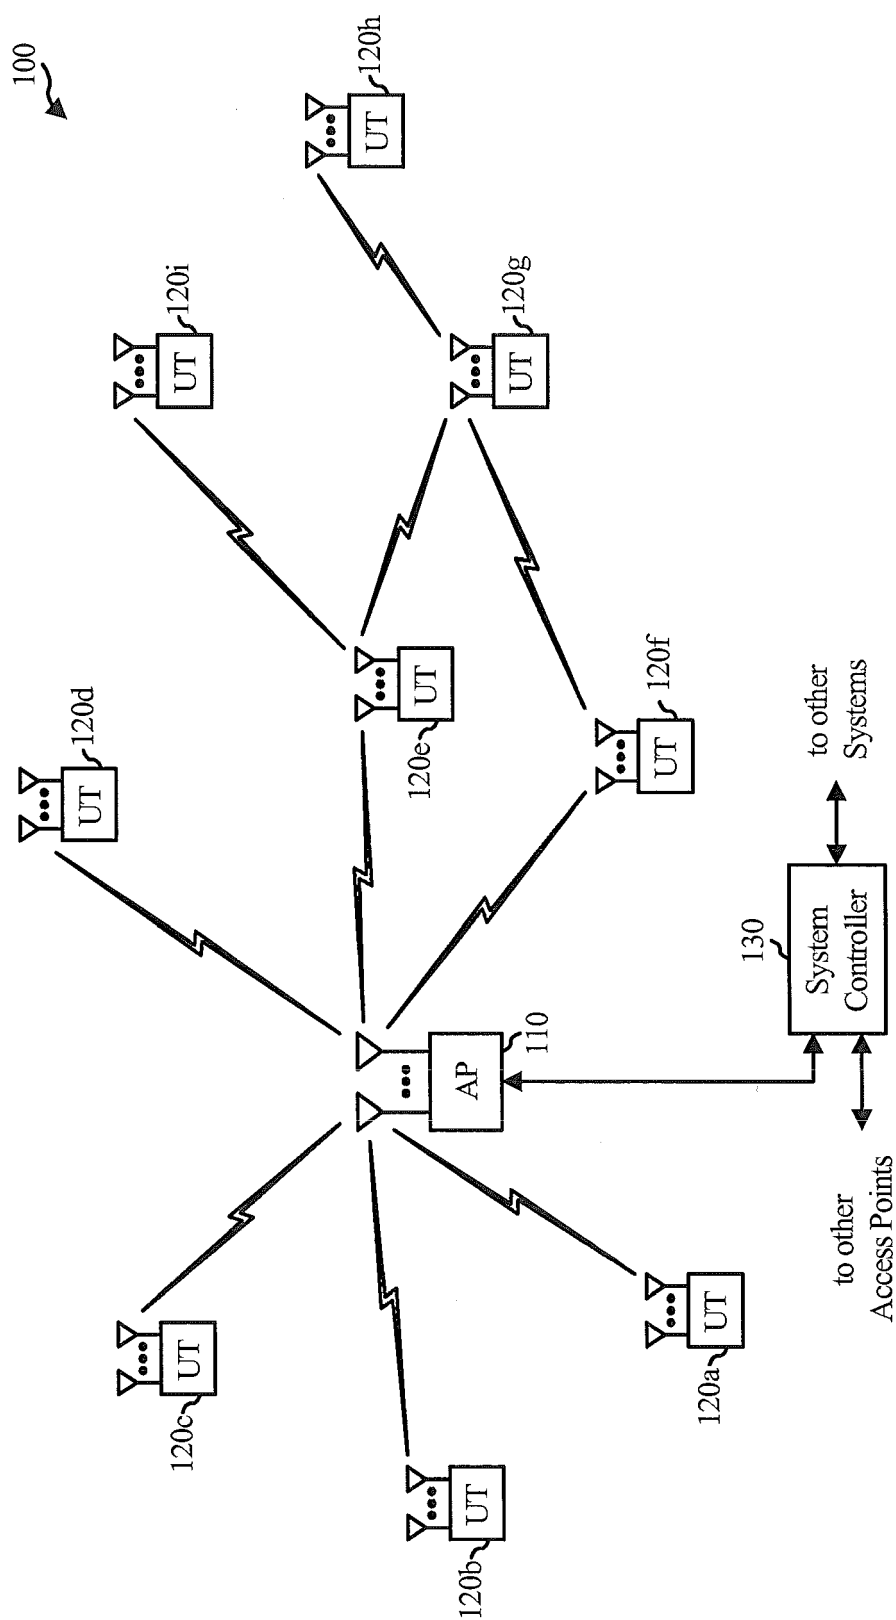 100
120d
UT
120c
UT
120i
UT
120h
UT
120e
UT
120b
UT
AP
110
120g
UT
120f
UT
120a
UT
130
System
Controller
to other
Systems
to other
Access Points